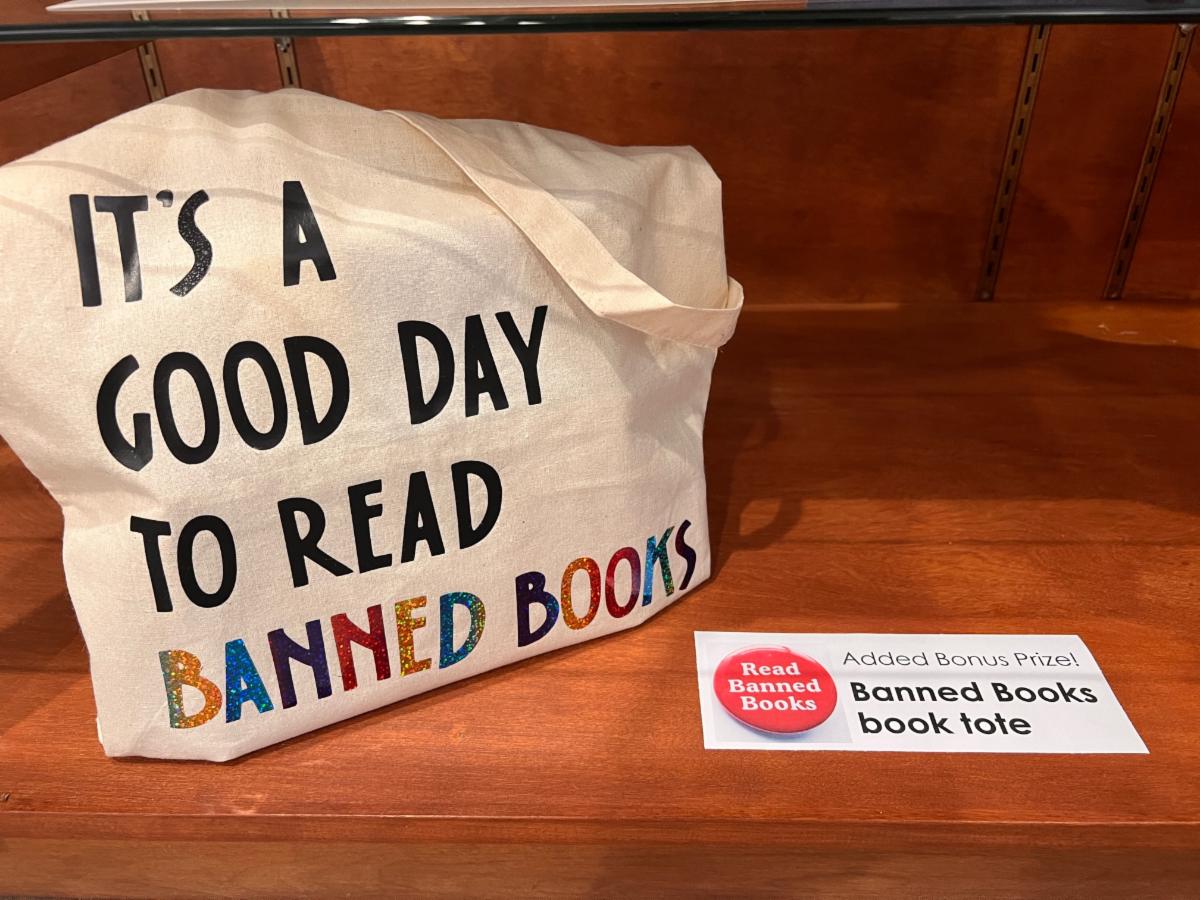 IT'S A
GOOD DAY
TO READ
BANNED BOOKS
Read
Banned
Books
Added Bonus Prize!
Banned Books
book tote